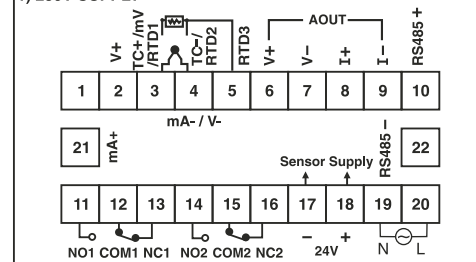 AOUT
V+
TC+/mV
/RTD1
TC-/
RTD2
RTD3
V+
V-
I+
I-
RS485+
1 2 3 4 5 6 7 8 9 10
mA- / V-
21
mA+
RS485-
22
Sensor Supply
11 12 13 14 15 16 17 18 19 20
NO1 COM1 NC1 NO2 COM2 NC2
- +
24V
N L